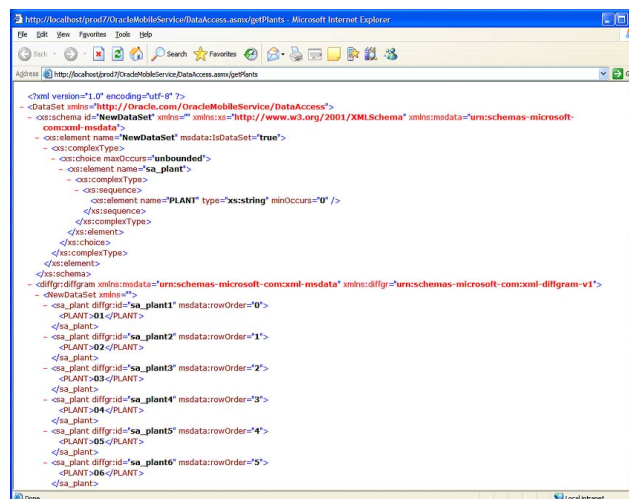 http://localhost/prod7/OracleMobileService/DataAccess.asmx/getPlants - Microsoft Internet Explorer
File Edit View Favorites Tools Help
Back Search Favorites
Address http://localhost/prod7/OracleMobileService/DataAccess.asmx/getPlants
<?xml version="1.0" encoding="utf-8" ?>
- <DataSet xmlns="http://Oracle.com/OracleMobileService/DataAccess">
- <xs:schema id="NewDataSet" xmlns="" xmlns:xs="http://www.w3.org/2001/XMLSchema" xmlns:msdata="urn:schemas-microsoft-
com:xml-msdata">
- <xs:element name="NewDataSet" msdata:IsDataSet="true">
- <xs:complexType>
- <xs:choice maxOccurs="unbounded">
- <xs:element name="sa_plant">
- <xs:complexType>
- <xs:sequence>
<xs:element name="PLANT" type="xs:string" minOccurs="0" />
</xs:sequence>
</xs:complexType>
</xs:element>
</xs:choice>
</xs:complexType>
</xs:element>
</xs:schema>
- <diffgr:diffgram xmlns:msdata="urn:schemas-microsoft-com:xml-msdata" xmlns:diffgr="urn:schemas-microsoft-com:xml-diffgram-v1">
- <NewDataSet xmlns="">
- <sa_plant diffgr:id="sa_plant1" msdata:rowOrder="0">
<PLANT>01</PLANT>
</sa_plant>
- <sa_plant diffgr:id="sa_plant2" msdata:rowOrder="1">
<PLANT>02</PLANT>
</sa_plant>
- <sa_plant diffgr:id="sa_plant3" msdata:rowOrder="2">
<PLANT>03</PLANT>
</sa_plant>
- <sa_plant diffgr:id="sa_plant4" msdata:rowOrder="3">
<PLANT>04</PLANT>
</sa_plant>
- <sa_plant diffgr:id="sa_plant5" msdata:rowOrder="4">
<PLANT>05</PLANT>
</sa_plant>
- <sa_plant diffgr:id="sa_plant6" msdata:rowOrder="5">
<PLANT>06</PLANT>
</sa_plant>
Done Local intranet